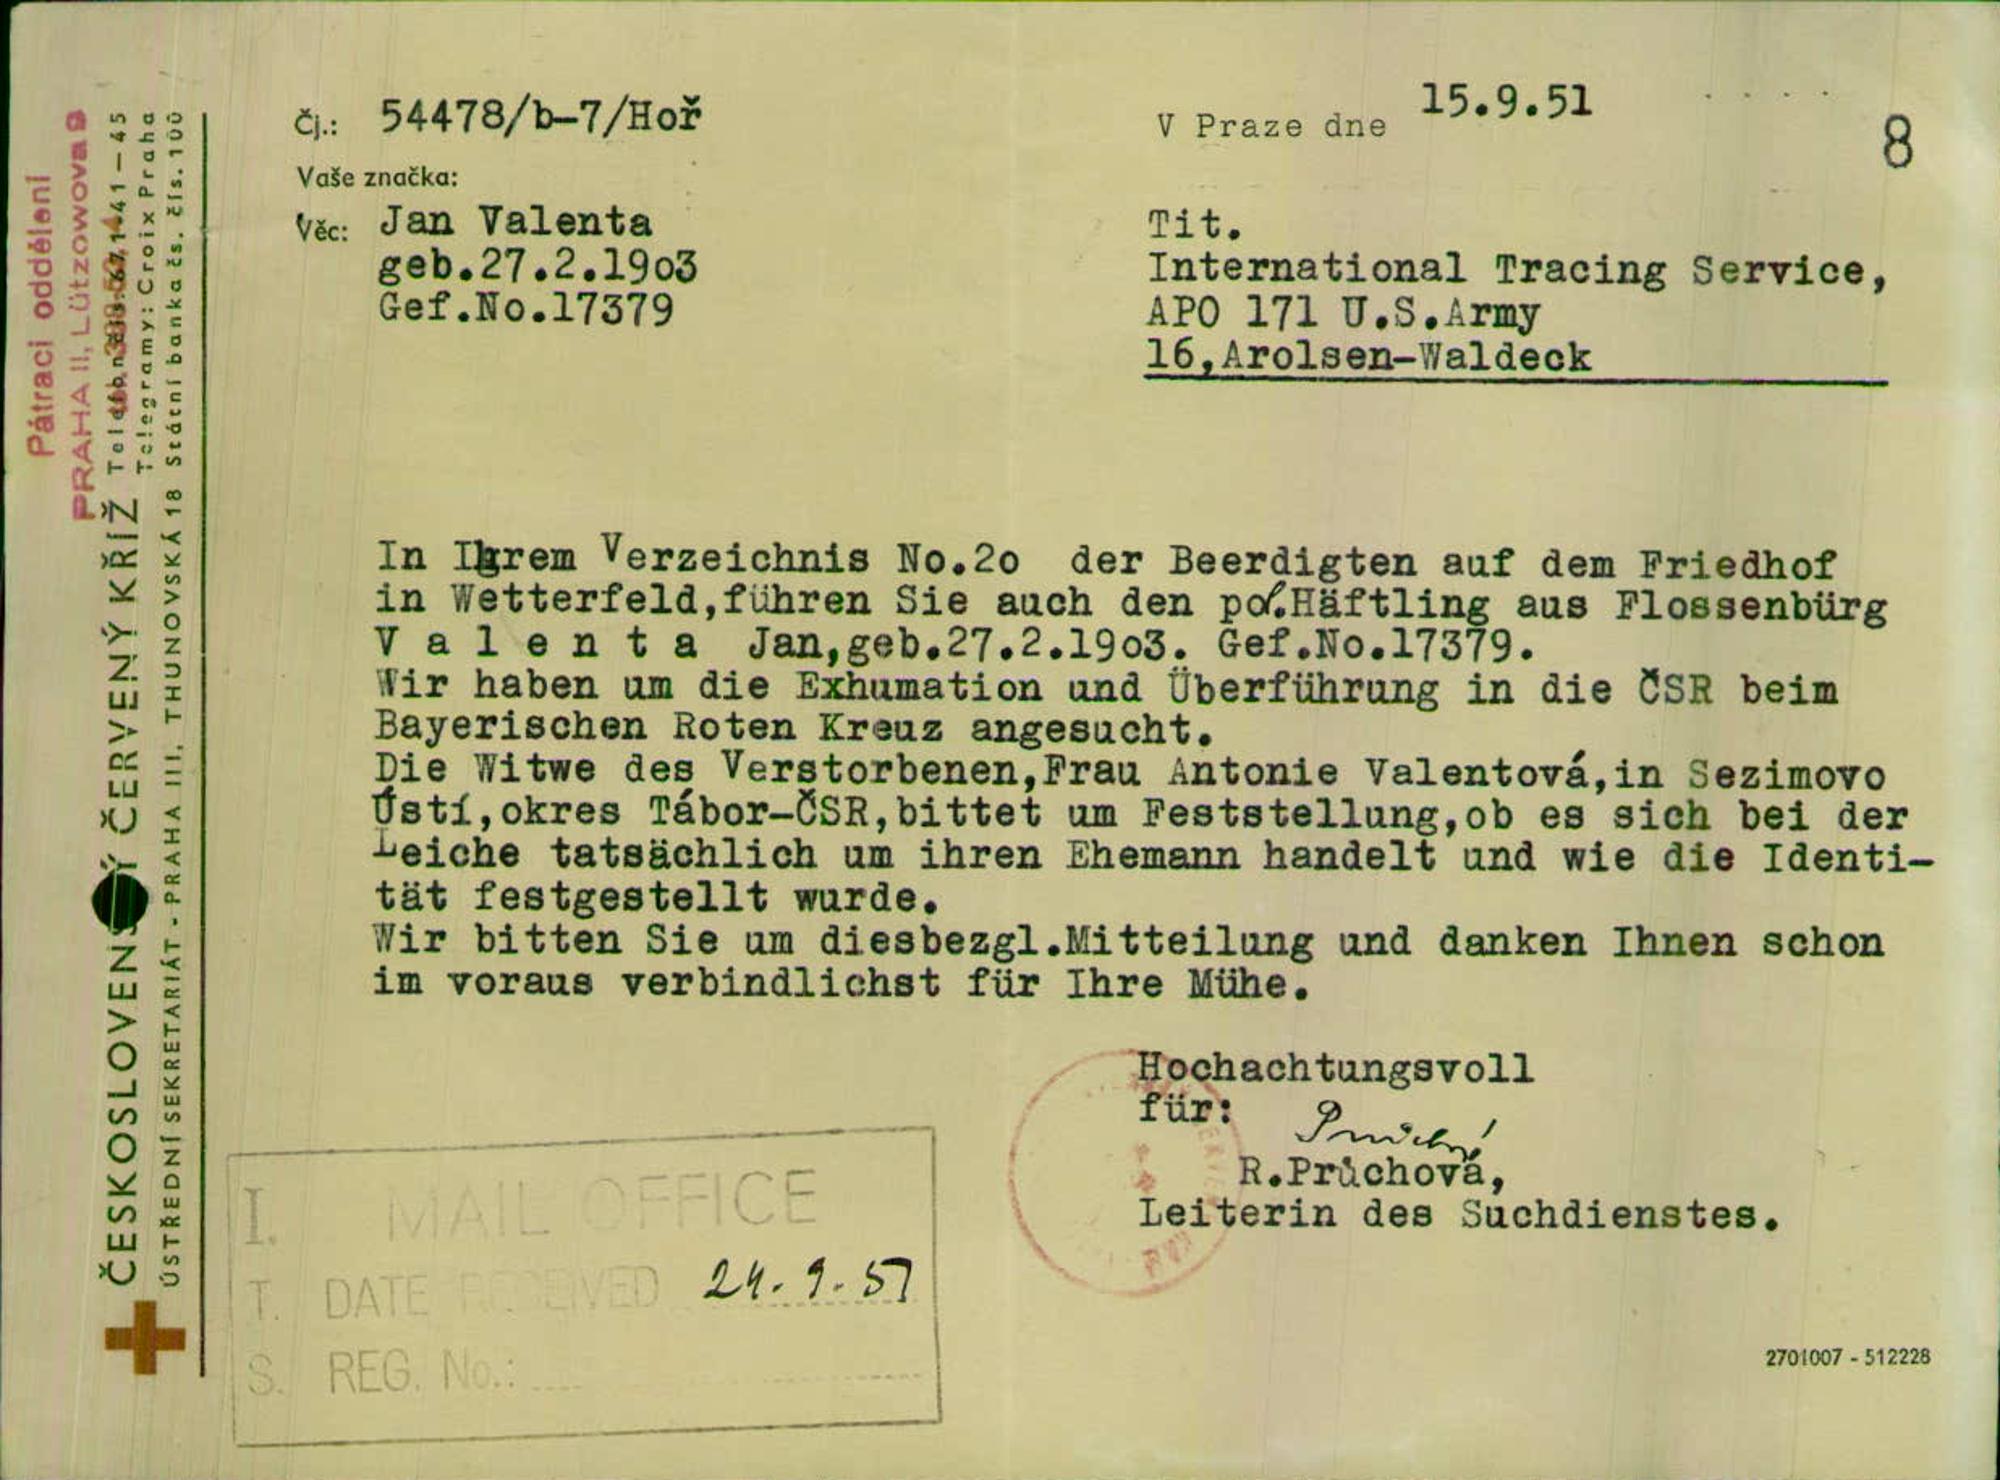 Pátrací oddělení
PRAHA III, Lützowova
ČESKOSLOVENSKÝ ČERVENÝ KŘÍŽ
Telegramy: Croix Praha
ÚSTŘEDNÍ SEKRETARIÁT - PRAHA III, THUNOVSKÁ 18 Státní banka čs. čís. 100
Čj.: 54478/b-7/Hoř
V Praze dne 15.9.51
8
Vaše značka:
Věc: Jan Valenta
geb.27.2.19o3
Gef.No.17379
Tit.
International Tracing Service,
APO 171 U.S.Army
16,Arolsen-Waldeck
In Ihrem Verzeichnis No.2o der Beerdigten auf dem Friedhof
in Wetterfeld,führen Sie auch den pol.Häftling aus Flossenbürg
V a l e n t a Jan,geb.27.2.19o3. Gef.No.17379.
Wir haben um die Exhumation und Überführung in die ČSR beim
Bayerischen Roten Kreuz angesucht.
Die Witwe des Verstorbenen,Frau Antonie Valentová,in Sezimovo
Ústí,okres Tábor-ČSR,bittet um Feststellung,ob es sich bei der
Leiche tatsächlich um ihren Ehemann handelt und wie die Identi-
tät festgestellt wurde.
Wir bitten Sie um diesbezgl.Mitteilung und danken Ihnen schon
im voraus verbindlichst für Ihre Mühe.
Hochachtungsvoll
für:
R.Průchová,
Leiterin des Suchdienstes.
I. MAIL OFFICE
T. DATE RECEIVED 24.9.51
S. REG. No.:
2701007 - 512228